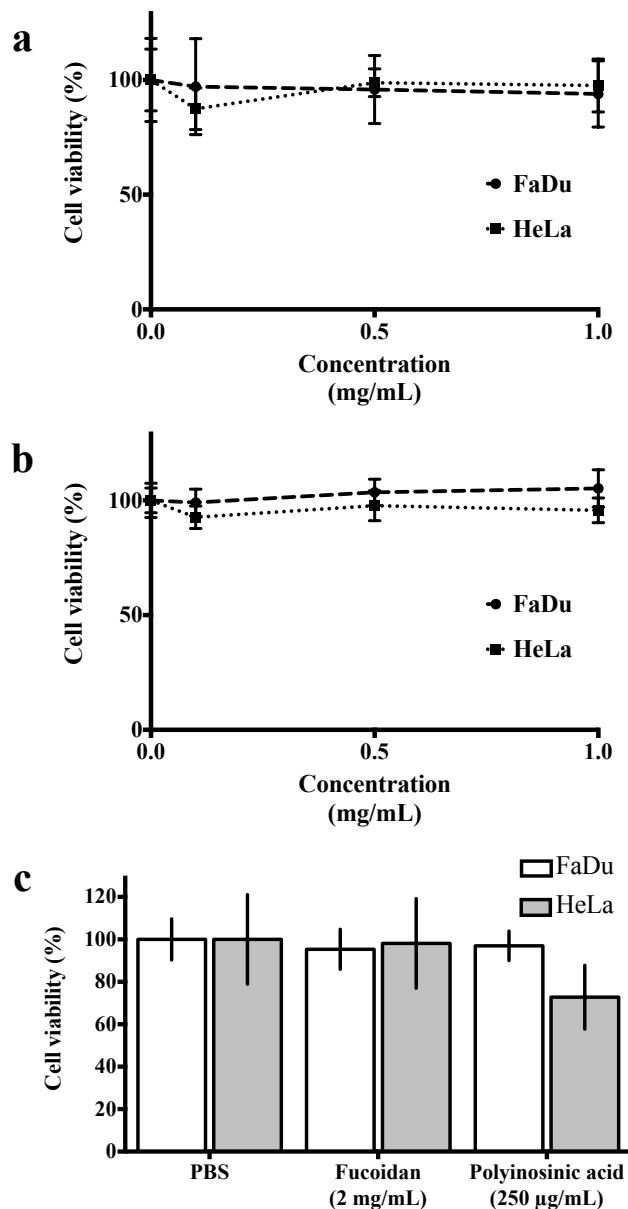 a
Cell viability (%)
100
50
0
FaDu
HeLa
0.0 0.5 1.0
Concentration
(mg/mL)
b
Cell viability (%)
100
50
0
FaDu
HeLa
0.0 0.5 1.0
Concentration
(mg/mL)
c
FaDu
HeLa
Cell viability (%)
120
100
80
60
40
20
0
PBS Fucoidan Polyinosinic acid
(2 mg/mL) (250 µg/mL)